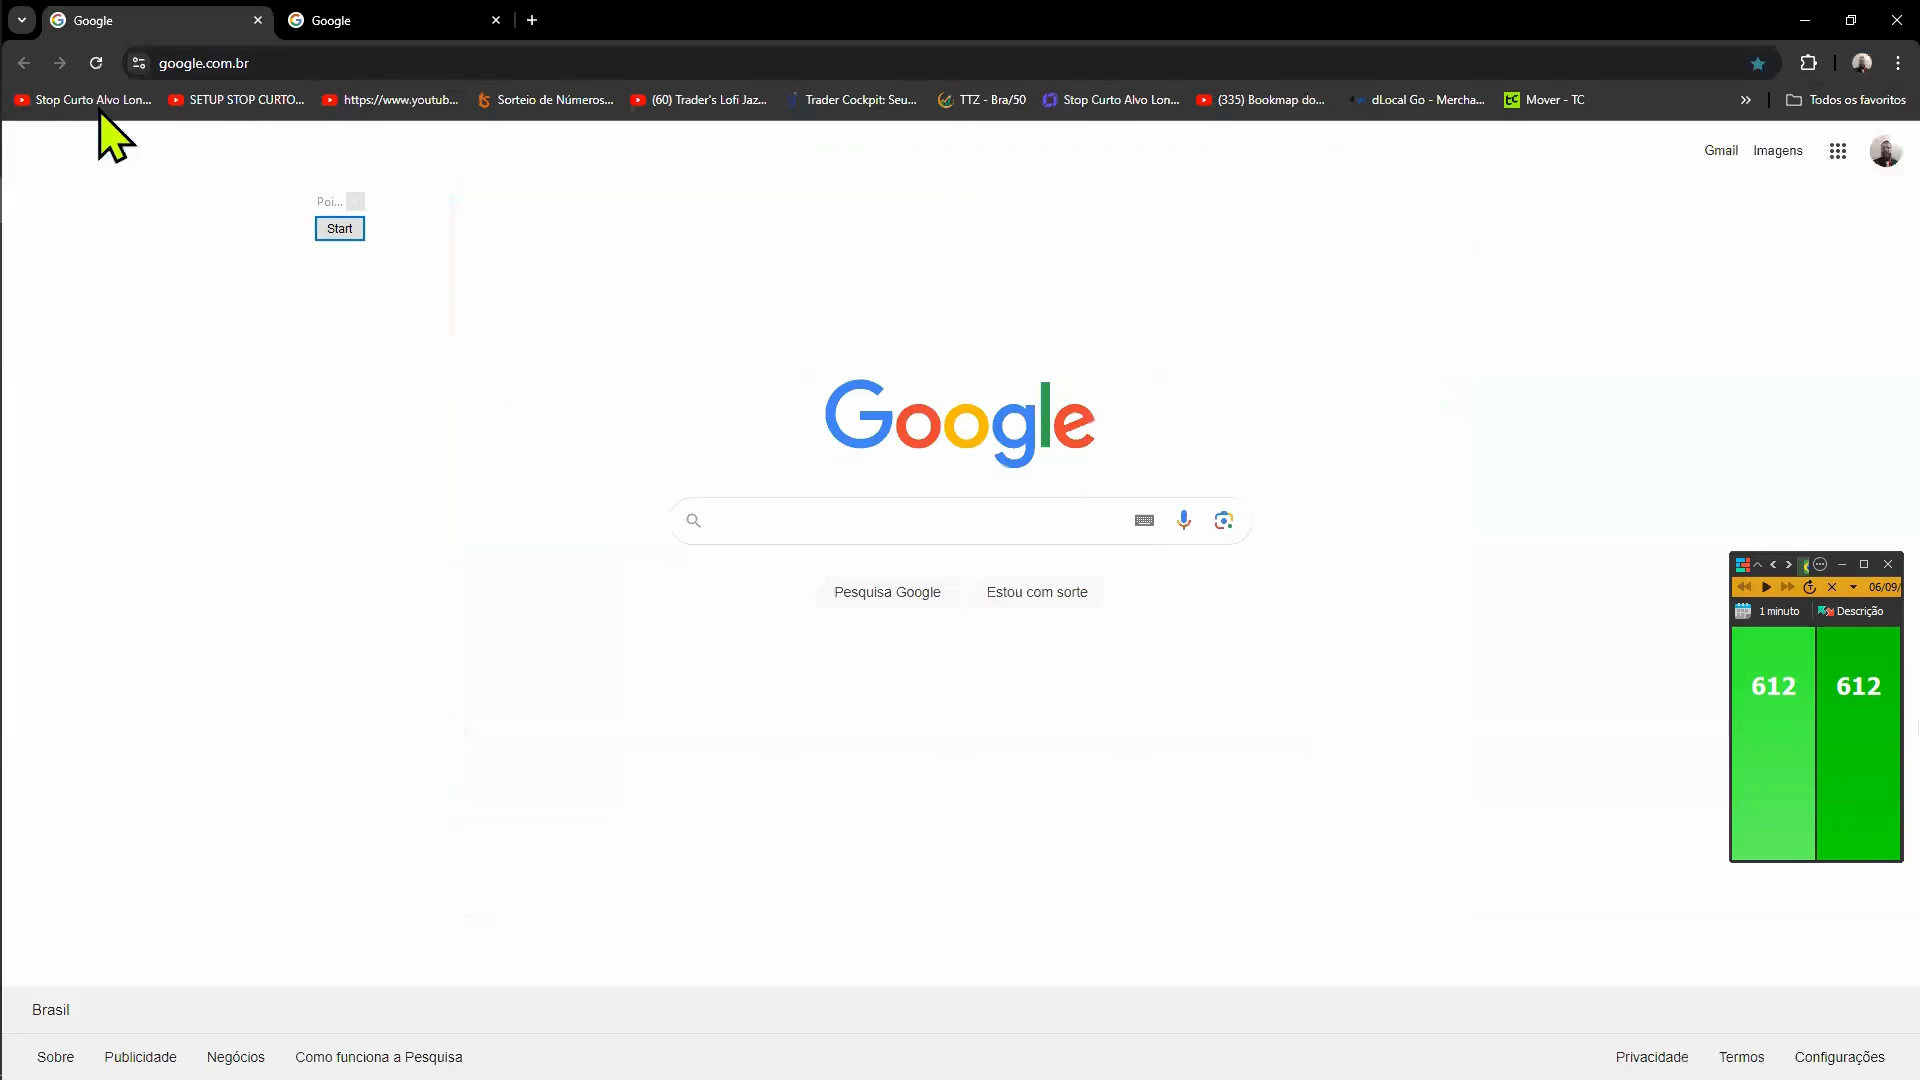 Google
Google
google.com.br
Stop Curto Alvo Lon...
SETUP STOP CURTO...
https://www.youtub...
Sorteio de Números...
(60) Trader's Lofi Jaz...
Trader Cockpit: Seu...
TTZ - Bra/50
Stop Curto Alvo Lon...
(335) Bookmap do...
dLocal Go - Mercha...
tc
Mover - TC
Todos os favoritos
Gmail
Imagens
Poi...
Start
Google
Pesquisa Google
Estou com sorte
06/09/
1 minuto
Descrição
612
612
Brasil
Sobre
Publicidade
Negócios
Como funciona a Pesquisa
Privacidade
Termos
Configurações